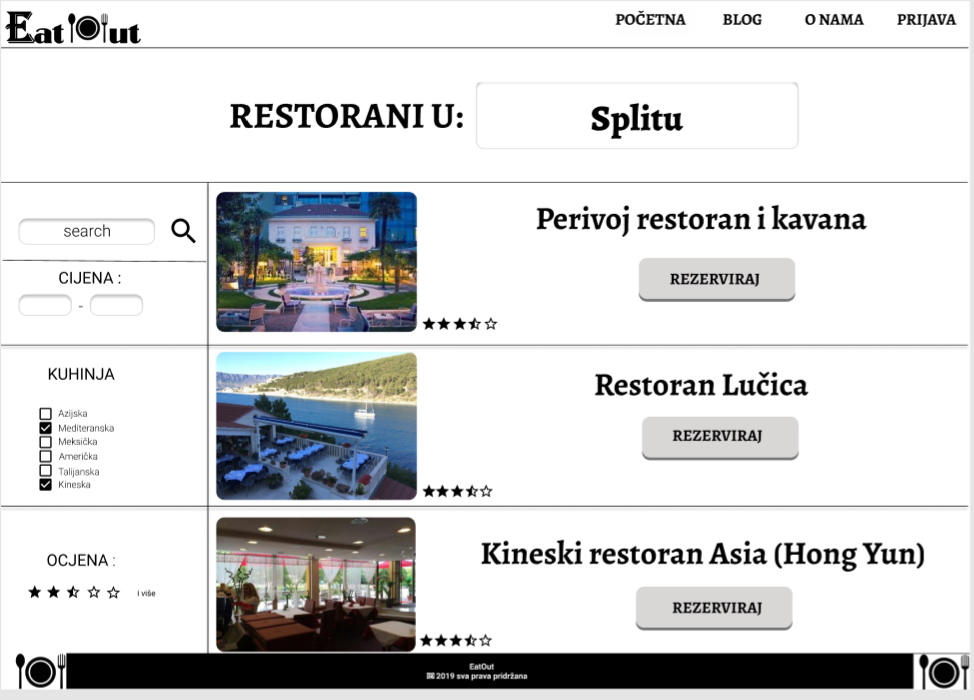 EatOut
POČETNA BLOG O NAMA PRIJAVA
RESTORANI U: Splitu
search
CIJENA :
-
KUHINJA
Azijska
Mediteranska
Meksička
Američka
Talijanska
Kineska
OCJENA :
i više
Perivoj restoran i kavana
REZERVIRAJ
Restoran Lučica
REZERVIRAJ
Kineski restoran Asia (Hong Yun)
REZERVIRAJ
EatOut
2019 sva prava pridržana